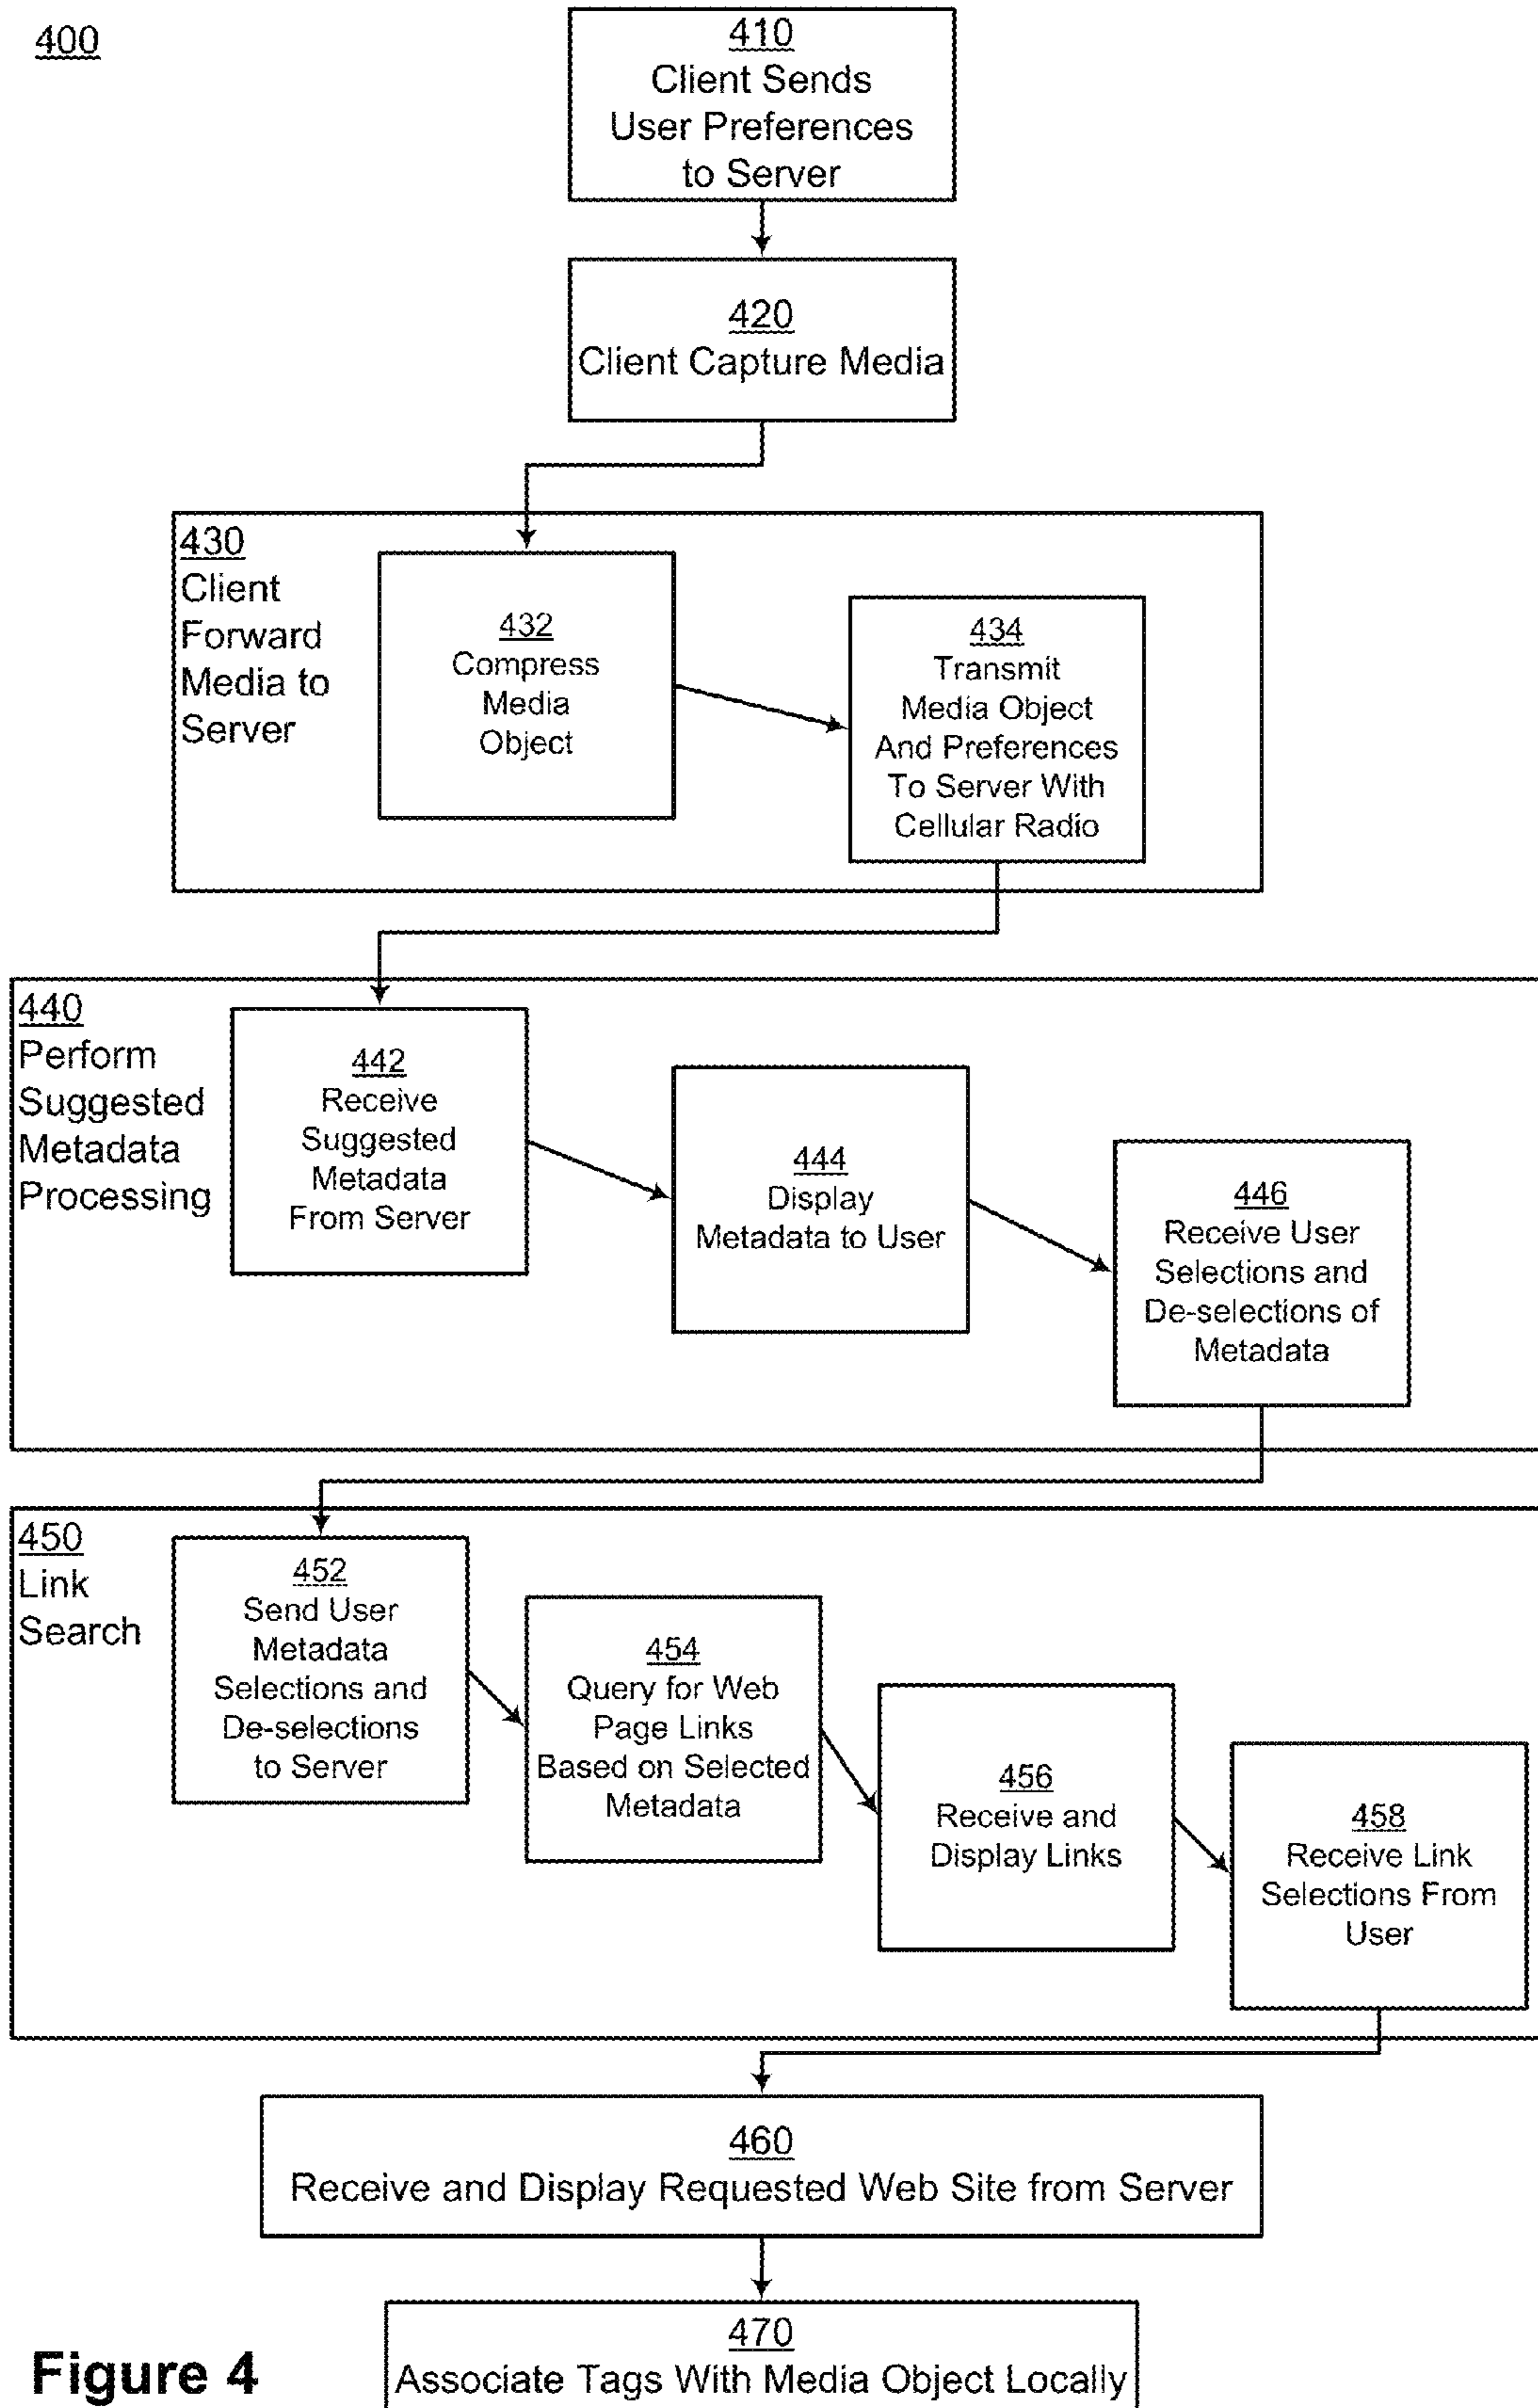 400
410
Client Sends
User Preferences
to Server
420
Client Capture Media
430
Client
Forward
Media to
Server
432
Compress
Media
Object
434
Transmit
Media Object
And Preferences
To Server With
Cellular Radio
440
Perform
Suggested
Metadata
Processing
442
Receive
Suggested
Metadata
From Server
444
Display
Metadata to User
446
Receive User
Selections and
De-selections of
Metadata
450
Link
Search
452
Send User
Metadata
Selections and
De-selections
to Server
454
Query for Web
Page Links
Based on Selected
Metadata
456
Receive and
Display Links
458
Receive Link
Selections From
User
460
Receive and Display Requested Web Site from Server
470
Associate Tags With Media Object Locally
Figure 4